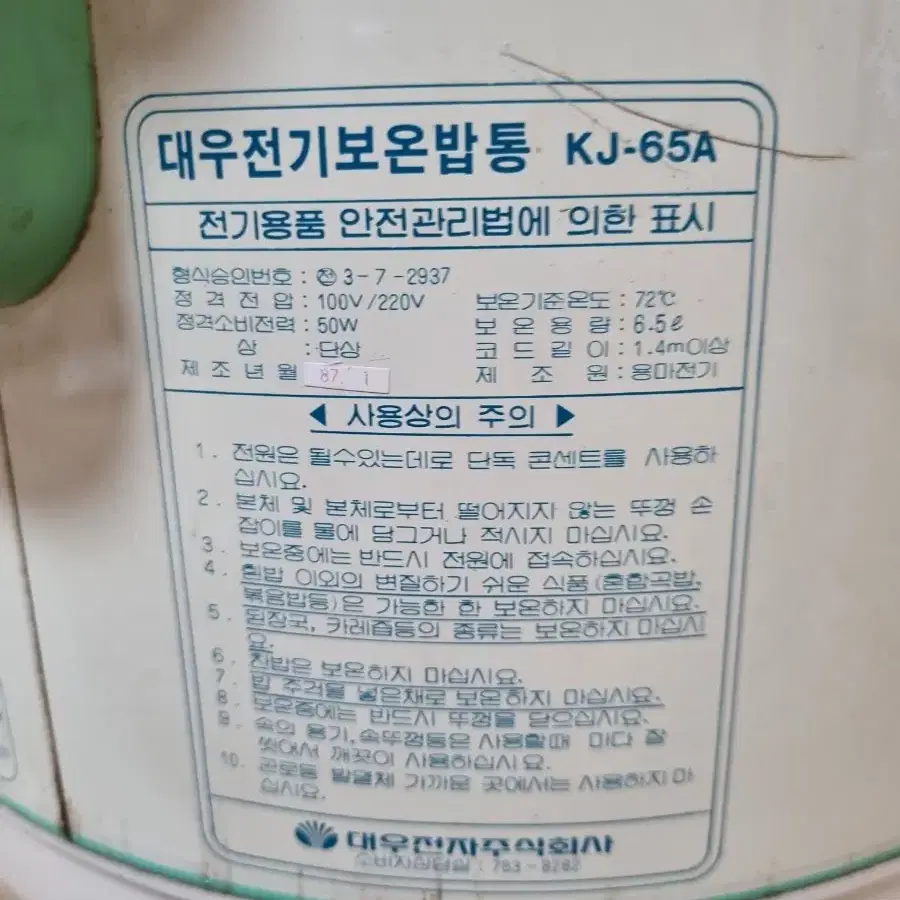 대우전기보온밥통 KJ-65A
전기용품 안전관리법에 의한 표시
형식승인번호 : 전 3-7-2937
정격전압 : 100V/220V 보온기준온도 : 72℃
정격소비전력 : 50W 보온용량 : 6.5ℓ
상 : 단상 코드길이 : 1.4m이상
제조년월 87. 1 제조원 : 용마전기
◀ 사용상의 주의 ▶
1. 전원은 될수있는데로 단독 콘센트를 사용하
십시요.
2. 본체 및 본체로부터 떨어지지 않는 뚜껑 손
잡이를 물에 담그거나 적시지 마십시요.
3. 보온중에는 반드시 전원에 접속하십시요.
4. 흰밥 이외의 변질하기 쉬운 식품(혼합곡밥,
볶음밥등)은 가능한 한 보온하지 마십시요.
5. 된장국, 카레즙등의 종류는 보온하지 마십시
요.
6. 찬밥은 보온하지 마십시요.
7. 밥 주걱을 넣은채로 보온하지 마십시요.
8. 보온중에는 반드시 뚜껑을 닫으십시요.
9. 속의 용기, 속뚜껑등은 사용할때 마다 잘
씻어서 깨끗이 사용하십시요.
10. 곤로등 발열체 가까운 곳에서는 사용하지마
십시요.
대우전자주식회사
소비자상담실 : 783-8282